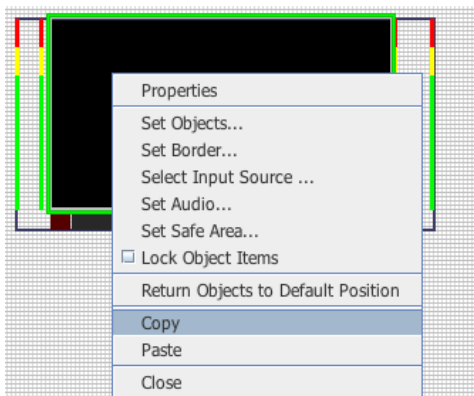 Properties
Set Objects...
Set Border...
Select Input Source ...
Set Audio...
Set Safe Area...
Lock Object Items
Return Objects to Default Position
Copy
Paste
Close